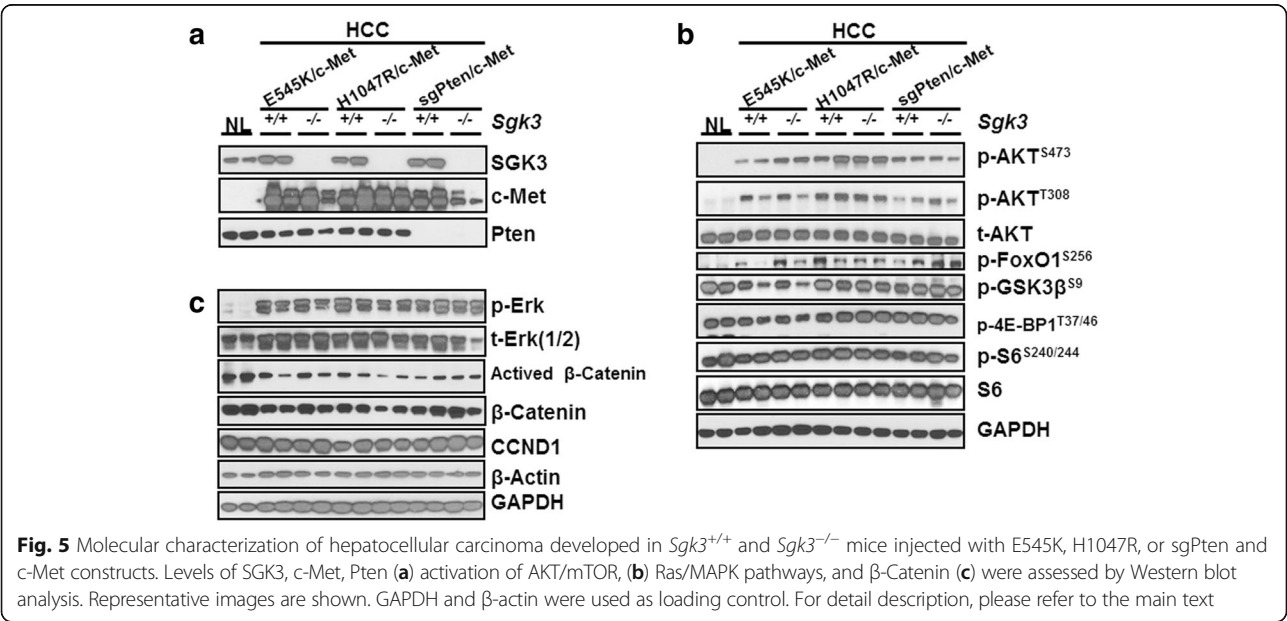 a
HCC
E545K/c-Met
H1047R/c-Met
sgPten/c-Met
NL +/+ -/- +/+ -/- +/+ -/- Sgk3
SGK3
c-Met
Pten
b
HCC
E545K/c-Met
H1047R/c-Met
sgPten/c-Met
NL +/+ -/- +/+ -/- +/+ -/- Sgk3
p-AKTS473
p-AKTT308
t-AKT
p-FoxO1S256
p-GSK3βS9
p-4E-BP1T37/46
p-S6S240/244
S6
GAPDH
c
p-Erk
t-Erk(1/2)
Actived β-Catenin
β-Catenin
CCND1
β-Actin
GAPDH
Fig. 5 Molecular characterization of hepatocellular carcinoma developed in Sgk3+/+ and Sgk3−/− mice injected with E545K, H1047R, or sgPten and
c-Met constructs. Levels of SGK3, c-Met, Pten (a) activation of AKT/mTOR, (b) Ras/MAPK pathways, and β-Catenin (c) were assessed by Western blot
analysis. Representative images are shown. GAPDH and β-actin were used as loading control. For detail description, please refer to the main text